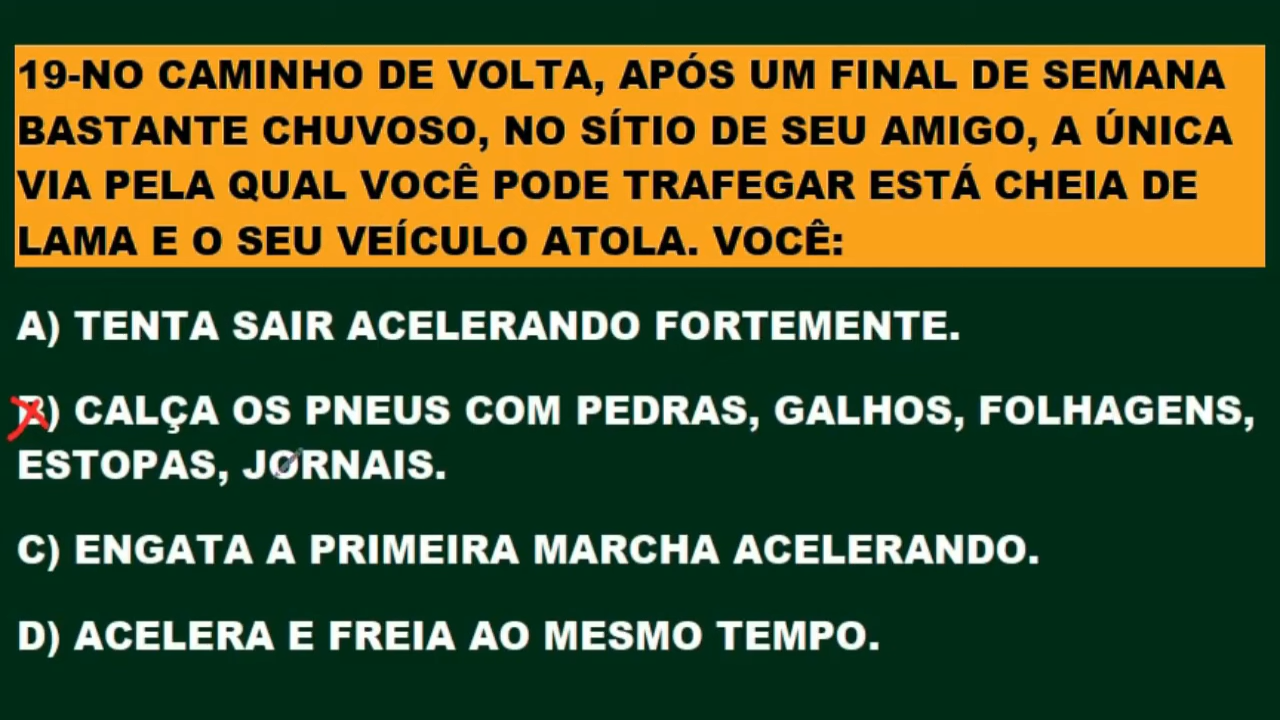 19-NO CAMINHO DE VOLTA, APÓS UM FINAL DE SEMANA
BASTANTE CHUVOSO, NO SÍTIO DE SEU AMIGO, A ÚNICA
VIA PELA QUAL VOCÊ PODE TRAFEGAR ESTÁ CHEIA DE
LAMA E O SEU VEÍCULO ATOLA. VOCÊ:
A) TENTA SAIR ACELERANDO FORTEMENTE.
B) CALÇA OS PNEUS COM PEDRAS, GALHOS, FOLHAGENS,
ESTOPAS, JORNAIS.
C) ENGATA A PRIMEIRA MARCHA ACELERANDO.
D) ACELERA E FREIA AO MESMO TEMPO.